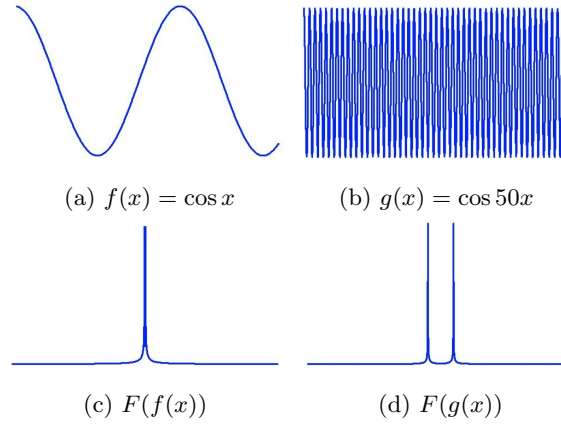 (a) f(x) = cos x
(b) g(x) = cos 50x
(c) F(f(x))
(d) F(g(x))